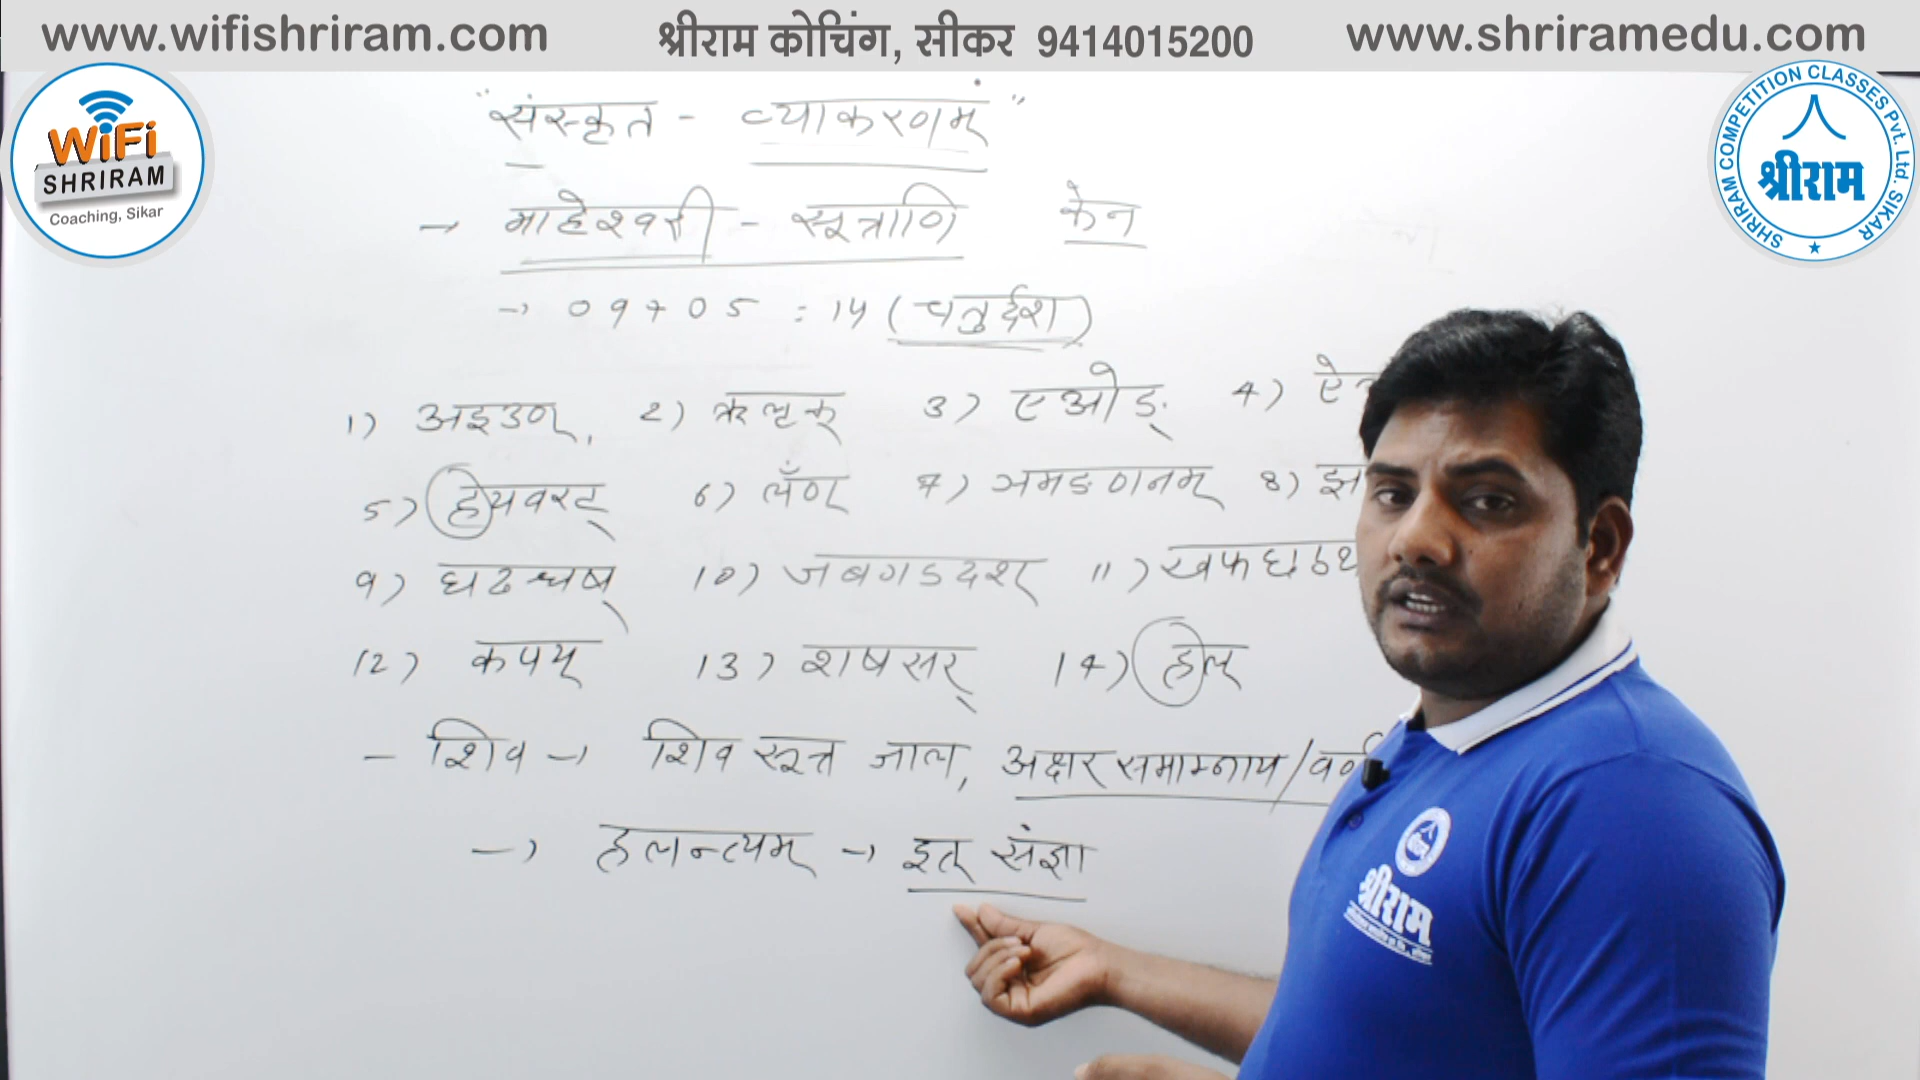 www.wifishriram.com श्रीराम कोचिंग, सीकर 9414015200 www.shriramedu.com
WiFi
SHRIRAM
Coaching, Sikar
SHRIRAM COMPETITION CLASSES Pvt. Ltd. SIKAR
श्रीराम
"संस्कृत - व्याकरणम्"
→ माहेश्वरी - सूत्राणि केन
→ 09 + 05 : 14 (चतुर्दश)
1) अइउण्, 2) ऋलृक् 3) एओङ् 4)
5) हयवरट् 6) लँण् 7) ञमङणनम् 8) झ
9) घढधष् 10) जबगडदश् 11) खफछठथ
12) कपय् 13) शषसर् 14) हल्
- शिव → शिव सूत्र जाल, अक्षर समाम्नाय/वर्ण
→ हलन्त्यम् → इत् संज्ञा
श्रीराम